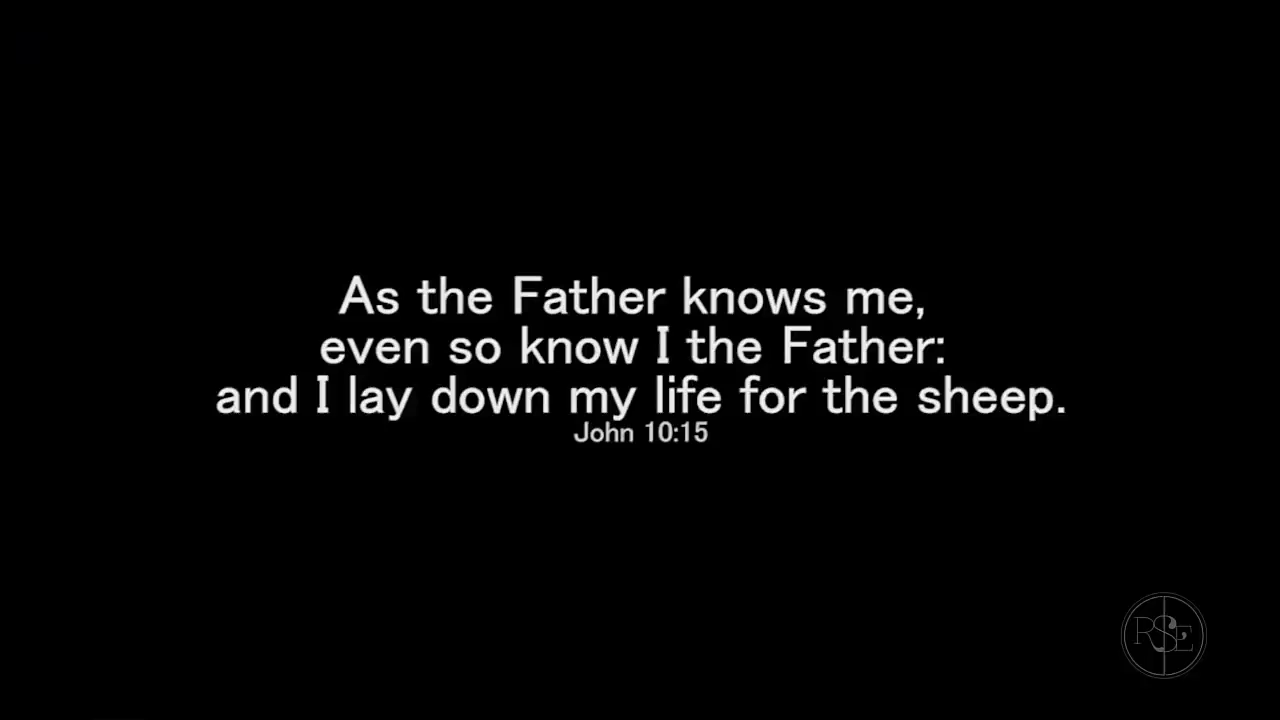 As the Father knows me,
even so know I the Father:
and I lay down my life for the sheep.
John 10:15
RSE